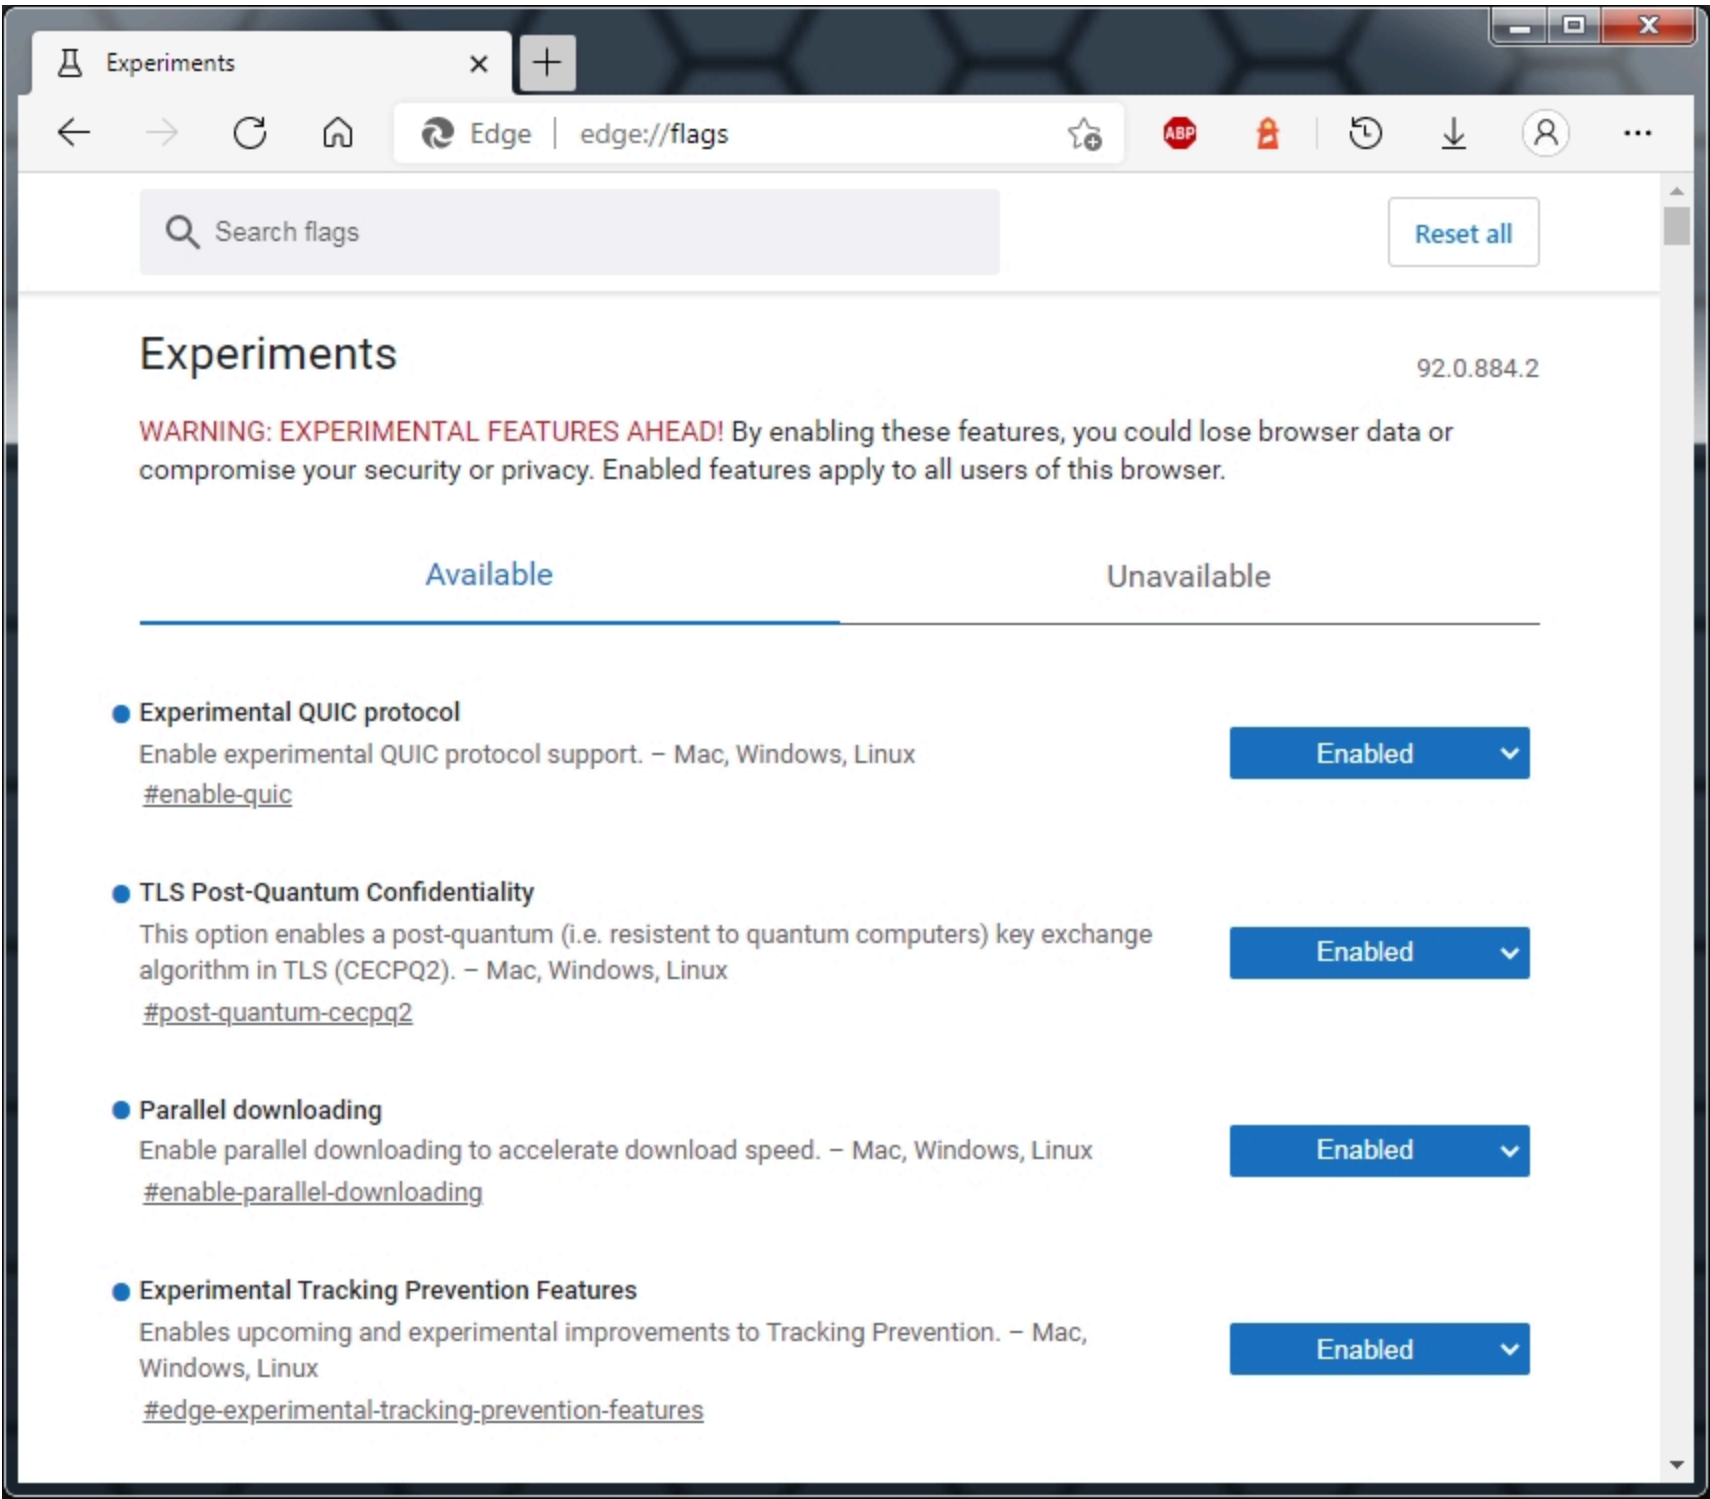 Experiments
Edge edge://flags
ABP
Search flags
Reset all
Experiments
92.0.884.2
WARNING: EXPERIMENTAL FEATURES AHEAD! By enabling these features, you could lose browser data or
compromise your security or privacy. Enabled features apply to all users of this browser.
Available
Unavailable
Experimental QUIC protocol
Enable experimental QUIC protocol support. – Mac, Windows, Linux
#enable-quic
Enabled
TLS Post-Quantum Confidentiality
This option enables a post-quantum (i.e. resistent to quantum computers) key exchange
algorithm in TLS (CECPQ2). – Mac, Windows, Linux
#post-quantum-cecpq2
Enabled
Parallel downloading
Enable parallel downloading to accelerate download speed. – Mac, Windows, Linux
#enable-parallel-downloading
Enabled
Experimental Tracking Prevention Features
Enables upcoming and experimental improvements to Tracking Prevention. – Mac,
Windows, Linux
#edge-experimental-tracking-prevention-features
Enabled